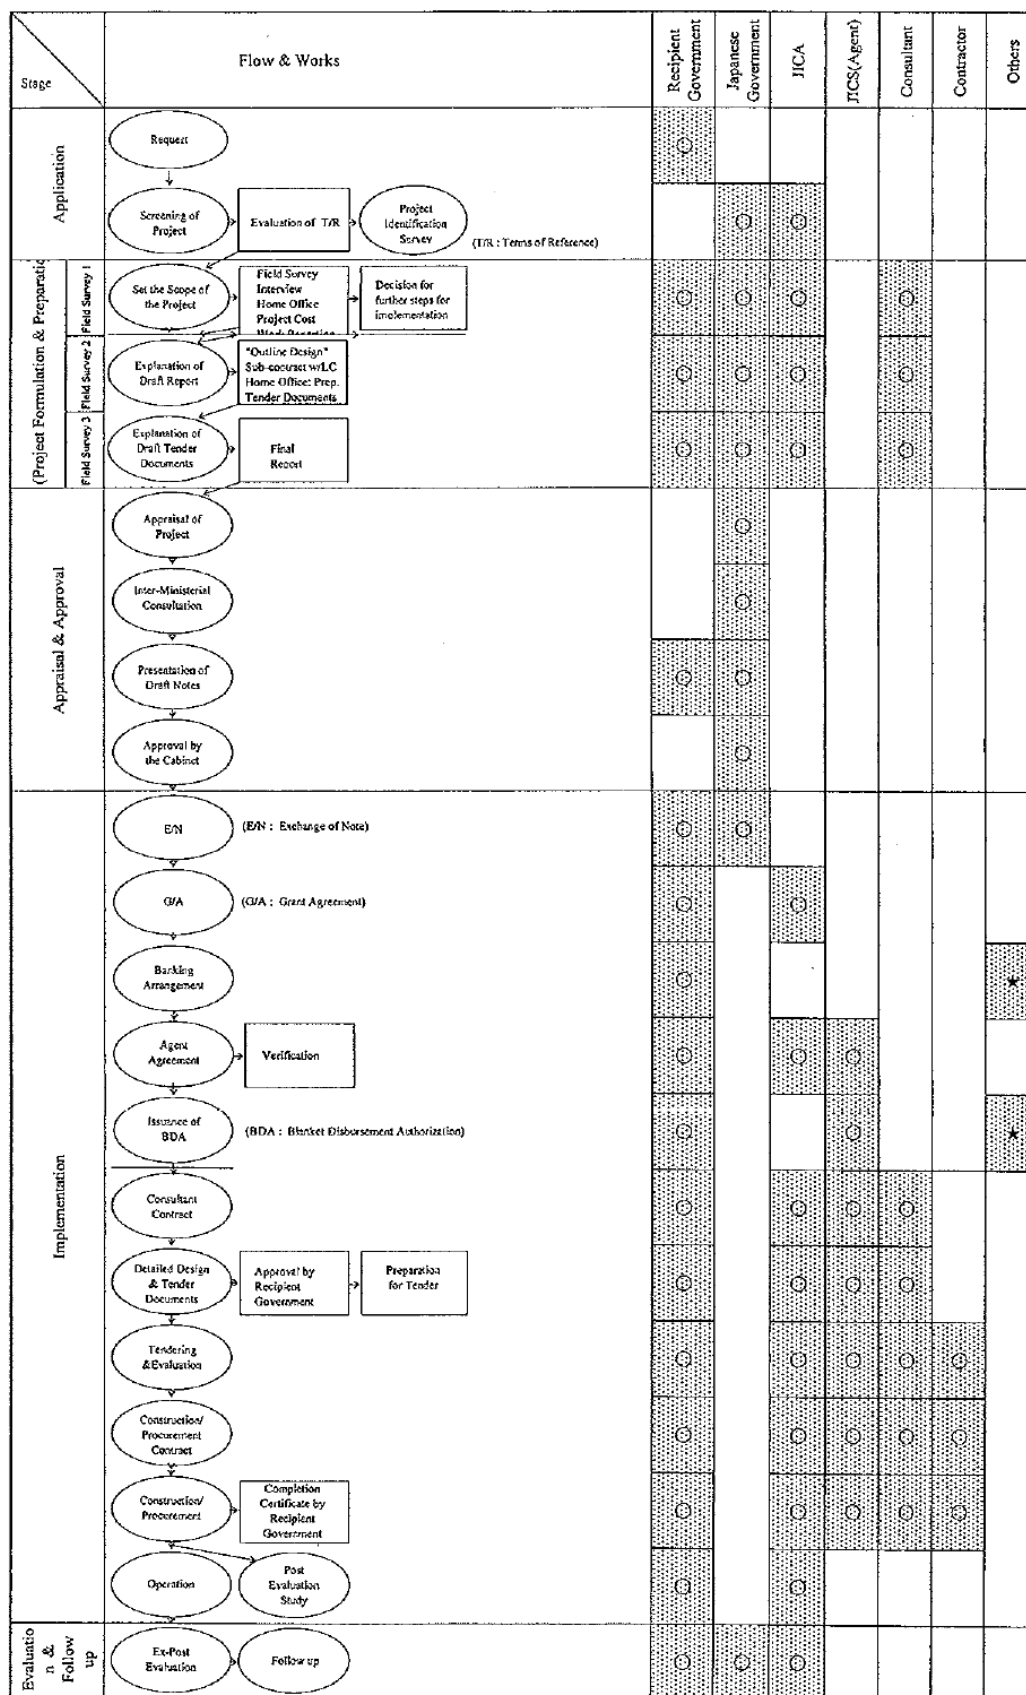 Stage
Flow & Works
Recipient
Government
Japanese
Government
JICA
JICS(Agent)
Consultant
Contractor
Others
Application
Request
○
Screening of
Project
Evaluation of T/R
Project
Identification
Survey
(T/R : Terms of Reference)
○ ○
(Project Formulation & Preparatio
Field Survey 1
Set the Scope of
the Project
Field Survey
Interview
Home Office
Project Cost
Decision for
further steps for
implementation
○ ○ ○ ○
Field Survey 2
Explanation of
Draft Report
"Outline Design"
Sub-contract w/LC
Home Office: Prep.
Tender Documents
○ ○ ○ ○
Field Survey 3
Explanation of
Draft Tender
Documents
Final
Report
○ ○ ○ ○
Appraisal & Approval
Appraisal of
Project
○
Inter-Ministerial
Consultation
○
Presentation of
Draft Notes
○ ○
Approval by
the Cabinet
○
Implementation
E/N
(E/N : Exchange of Note)
○ ○
G/A
(G/A : Grant Agreement)
○ ○
Banking
Arrangement
○ ★
Agent
Agreement
Verification
○ ○ ○
Issuance of
BDA
(BDA : Blanket Disbursement Authorization)
○ ○ ★
Consultant
Contract
○ ○ ○ ○
Detailed Design
& Tender
Documents
Approval by
Recipient
Government
Preparation
for Tender
○ ○ ○ ○
Tendering
&Evaluation
○ ○ ○ ○ ○
Construction/
Procurement
Contract
○ ○ ○ ○ ○
Construction/
Procurement
Completion
Certificate by
Recipient
Government
○ ○ ○ ○ ○
Operation
Post
Evaluation
Study
○ ○
Evaluatio
n &
Follow
up
Ex-Post
Evaluation
Follow up
○ ○ ○